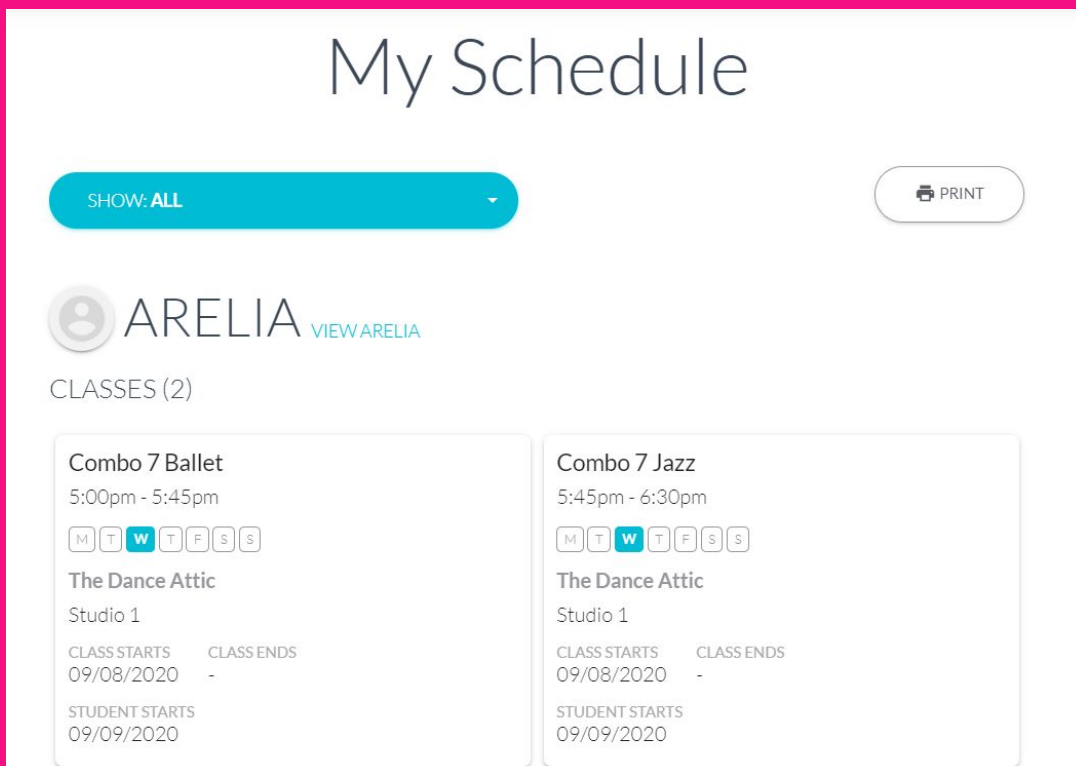 My Schedule
SHOW: ALL
PRINT
ARELIA VIEW ARELIA
CLASSES (2)
Combo 7 Ballet
5:00pm - 5:45pm
M T W T F S S
The Dance Attic
Studio 1
CLASS STARTS CLASS ENDS
09/08/2020 -
STUDENT STARTS
09/09/2020
Combo 7 Jazz
5:45pm - 6:30pm
M T W T F S S
The Dance Attic
Studio 1
CLASS STARTS CLASS ENDS
09/08/2020 -
STUDENT STARTS
09/09/2020